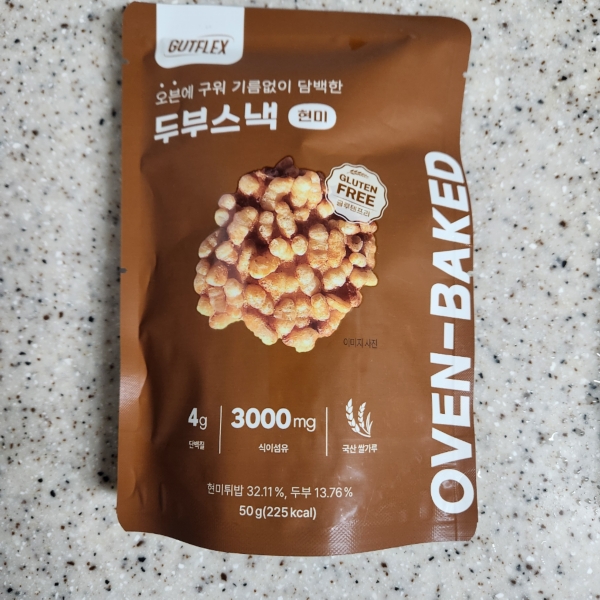 GUTFLEX
오븐에 구워 기름없이 담백한
두부스낵 현미
GLUTEN
FREE
글루텐프리
OVEN-BAKED
이미지 사진
4g
단백질
3000mg
식이섬유
국산 쌀가루
현미튀밥 32.11%, 두부 13.76%
50g(225kcal)